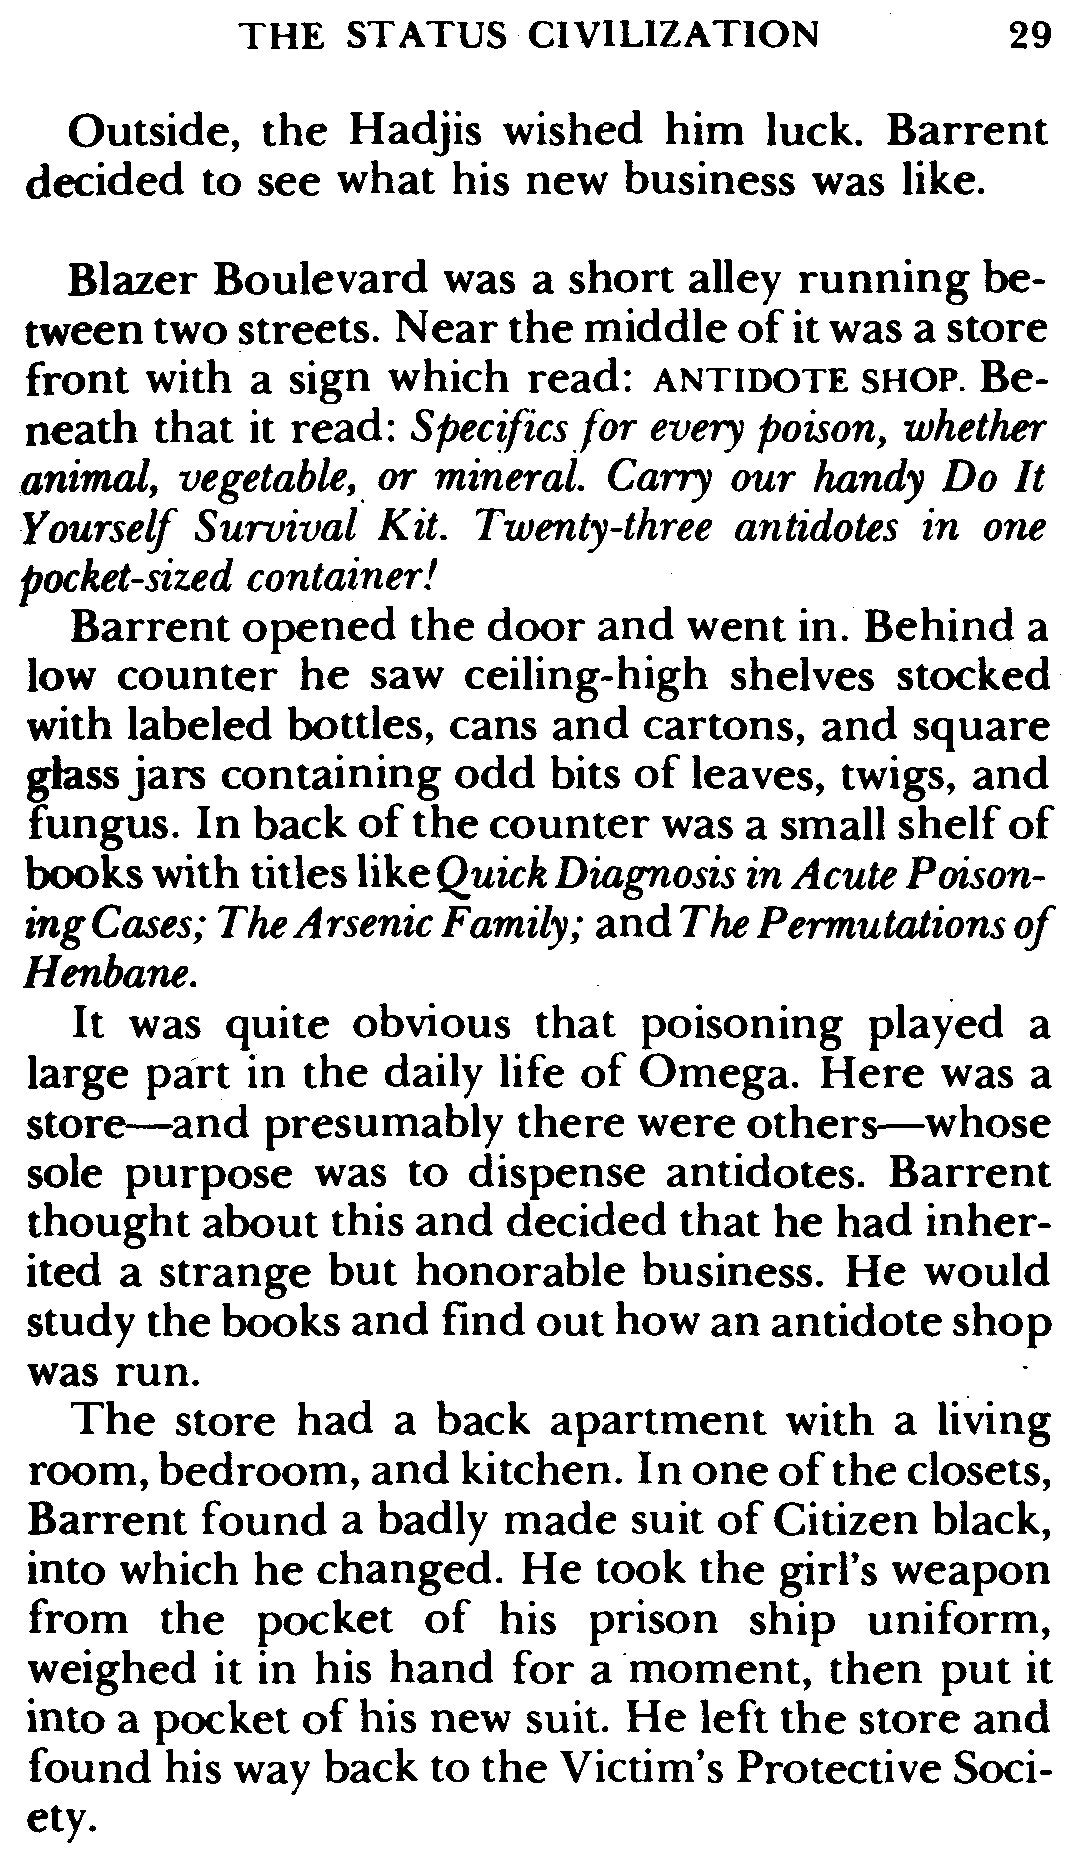 THE STATUS CIVILIZATION 29
Outside, the Hadjis wished him luck. Barrent
decided to see what his new business was like.
Blazer Boulevard was a short alley running be-
tween two streets. Near the middle of it was a store
front with a sign which read: ANTIDOTE SHOP. Be-
neath that it read: Specifics for every poison, whether
animal, vegetable, or mineral. Carry our handy Do It
Yourself Survival Kit. Twenty-three antidotes in one
pocket-sized container!
Barrent opened the door and went in. Behind a
low counter he saw ceiling-high shelves stocked
with labeled bottles, cans and cartons, and square
glass jars containing odd bits of leaves, twigs, and
fungus. In back of the counter was a small shelf of
books with titles like Quick Diagnosis in Acute Poison-
ing Cases; The Arsenic Family; and The Permutations of
Henbane.
It was quite obvious that poisoning played a
large part in the daily life of Omega. Here was a
store—and presumably there were others—whose
sole purpose was to dispense antidotes. Barrent
thought about this and decided that he had inher-
ited a strange but honorable business. He would
study the books and find out how an antidote shop
was run.
The store had a back apartment with a living
room, bedroom, and kitchen. In one of the closets,
Barrent found a badly made suit of Citizen black,
into which he changed. He took the girl's weapon
from the pocket of his prison ship uniform,
weighed it in his hand for a moment, then put it
into a pocket of his new suit. He left the store and
found his way back to the Victim's Protective Soci-
ety.